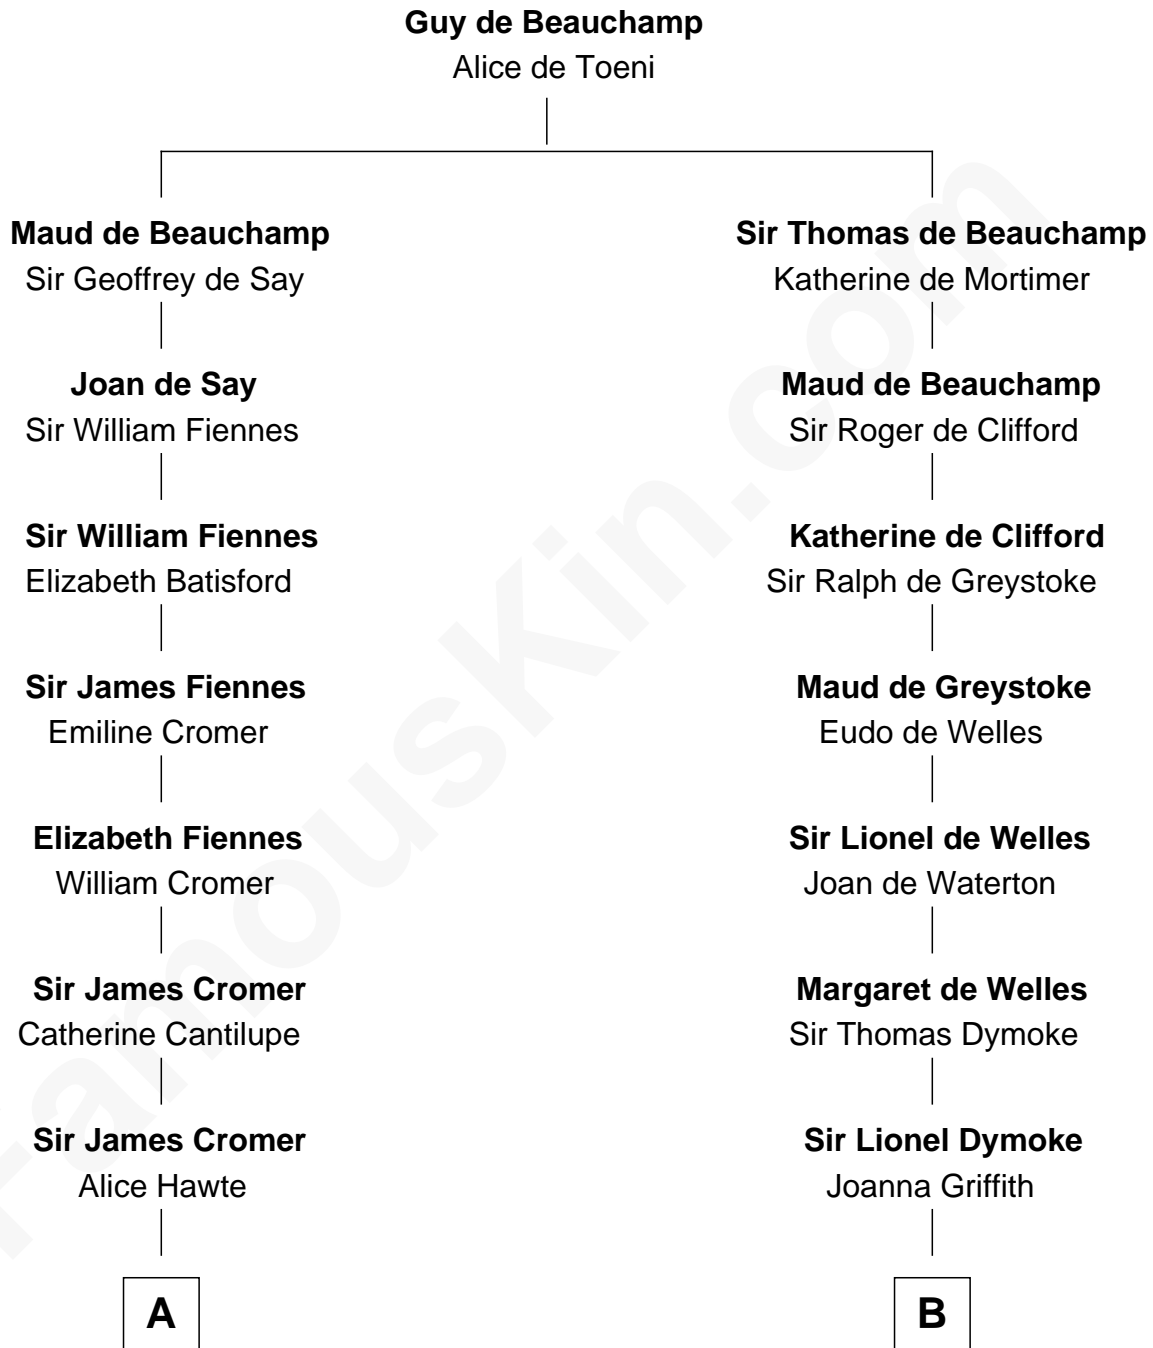 Guy de Beauchamp
Alice de Toeni
Maud de Beauchamp
Sir Geoffrey de Say
Sir Thomas de Beauchamp
Katherine de Mortimer
Joan de Say
Sir William Fiennes
Maud de Beauchamp
Sir Roger de Clifford
Sir William Fiennes
Elizabeth Batisford
Katherine de Clifford
Sir Ralph de Greystoke
Sir James Fiennes
Emiline Cromer
Maud de Greystoke
Eudo de Welles
Elizabeth Fiennes
William Cromer
Sir Lionel de Welles
Joan de Waterton
Sir James Cromer
Catherine Cantilupe
Margaret de Welles
Sir Thomas Dymoke
Sir James Cromer
Alice Hawte
Sir Lionel Dymoke
Joanna Griffith
A
B
FamousKin.com